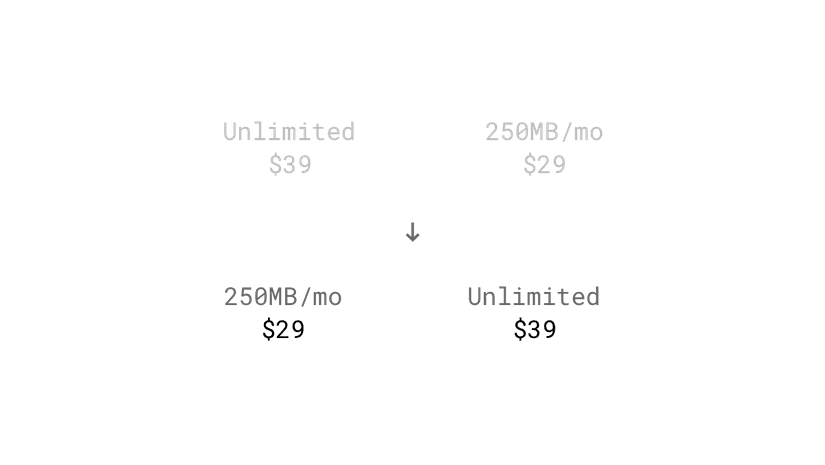 Unlimited 250MB/mo
$39 $29
↓
250MB/mo Unlimited
$29 $39